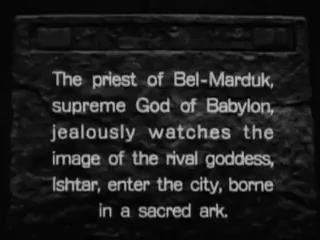 The priest of Bel-Marduk,
supreme God of Babylon,
jealously watches the
image of the rival goddess,
Ishtar, enter the city, borne
in a sacred ark.